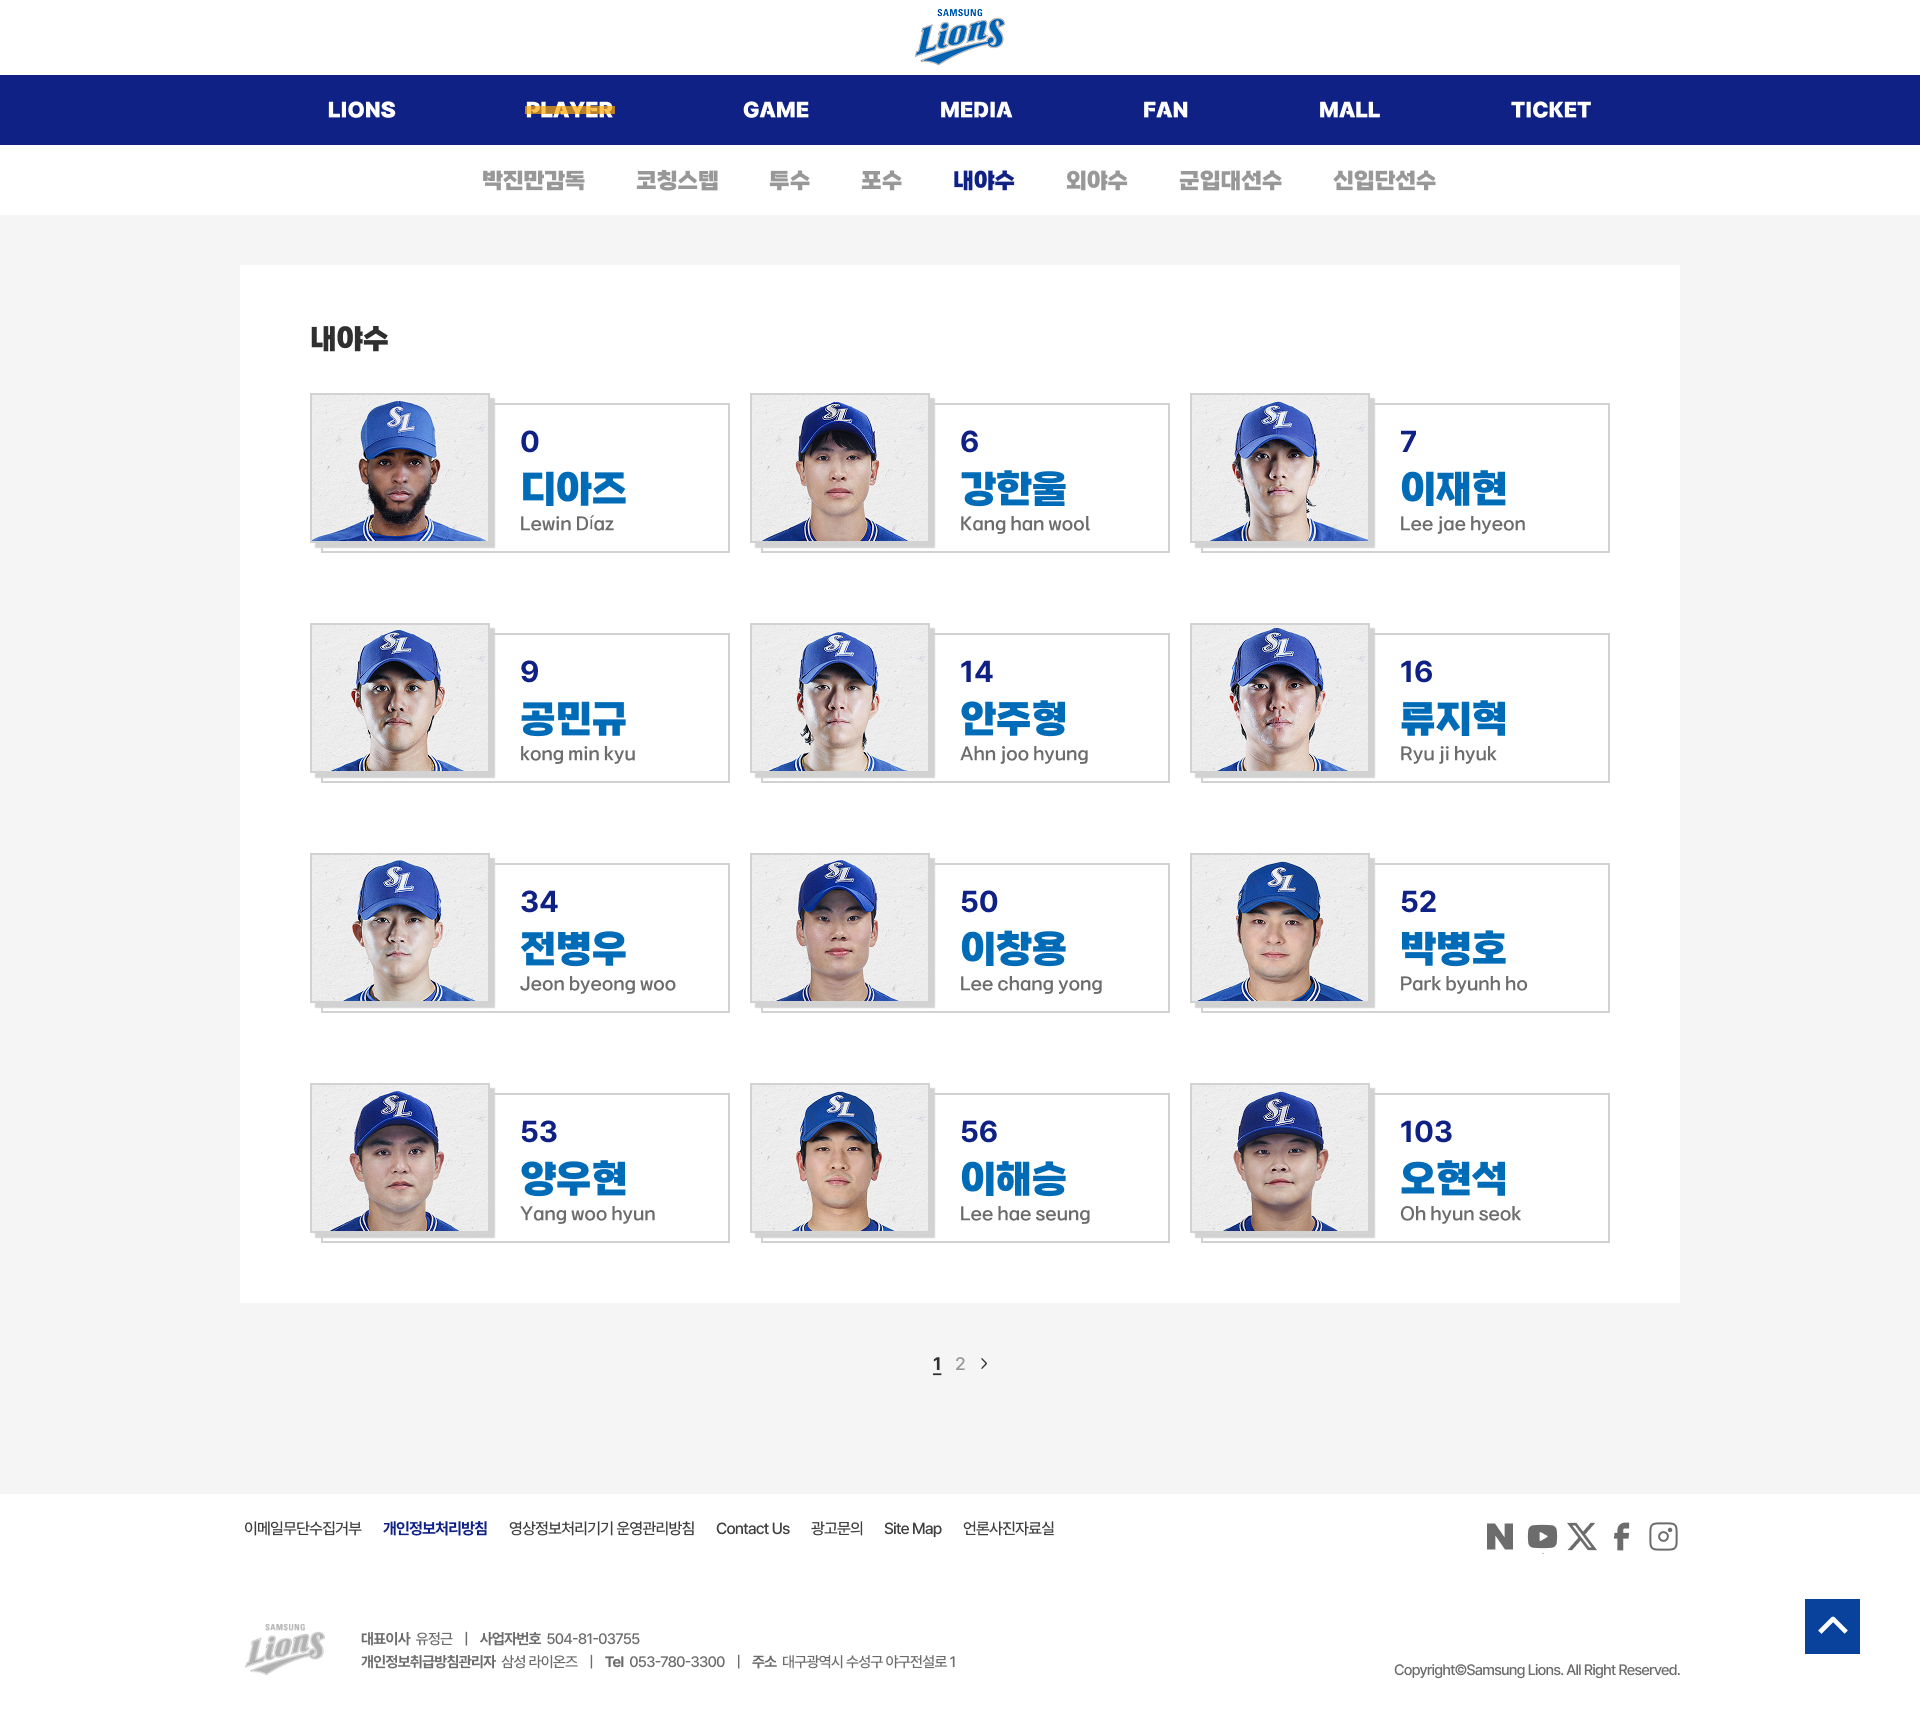 SAMSUNG
Lions
LIONS PLAYER GAME MEDIA FAN MALL TICKET
박진만감독 코칭스텝 투수 포수 내야수 외야수 군입대선수 신입단선수
내야수
SL
0
디아즈
Lewin Díaz
SL
6
강한울
Kang han wool
SL
7
이재현
Lee jae hyeon
SL
9
공민규
kong min kyu
SL
14
안주형
Ahn joo hyung
SL
16
류지혁
Ryu ji hyuk
SL
34
전병우
Jeon byeong woo
SL
50
이창용
Lee chang yong
SL
52
박병호
Park byunh ho
SL
53
양우현
Yang woo hyun
SL
56
이해승
Lee hae seung
SL
103
오현석
Oh hyun seok
1 2 >
이메일무단수집거부 개인정보처리방침 영상정보처리기기 운영관리방침 Contact Us 광고문의 Site Map 언론사진자료실
SAMSUNG
Lions
대표이사 유정근 | 사업자번호 504-81-03755
개인정보취급방침관리자 삼성 라이온즈 | Tel 053-780-3300 | 주소 대구광역시 수성구 야구전설로 1
Copyright©Samsung Lions. All Right Reserved.